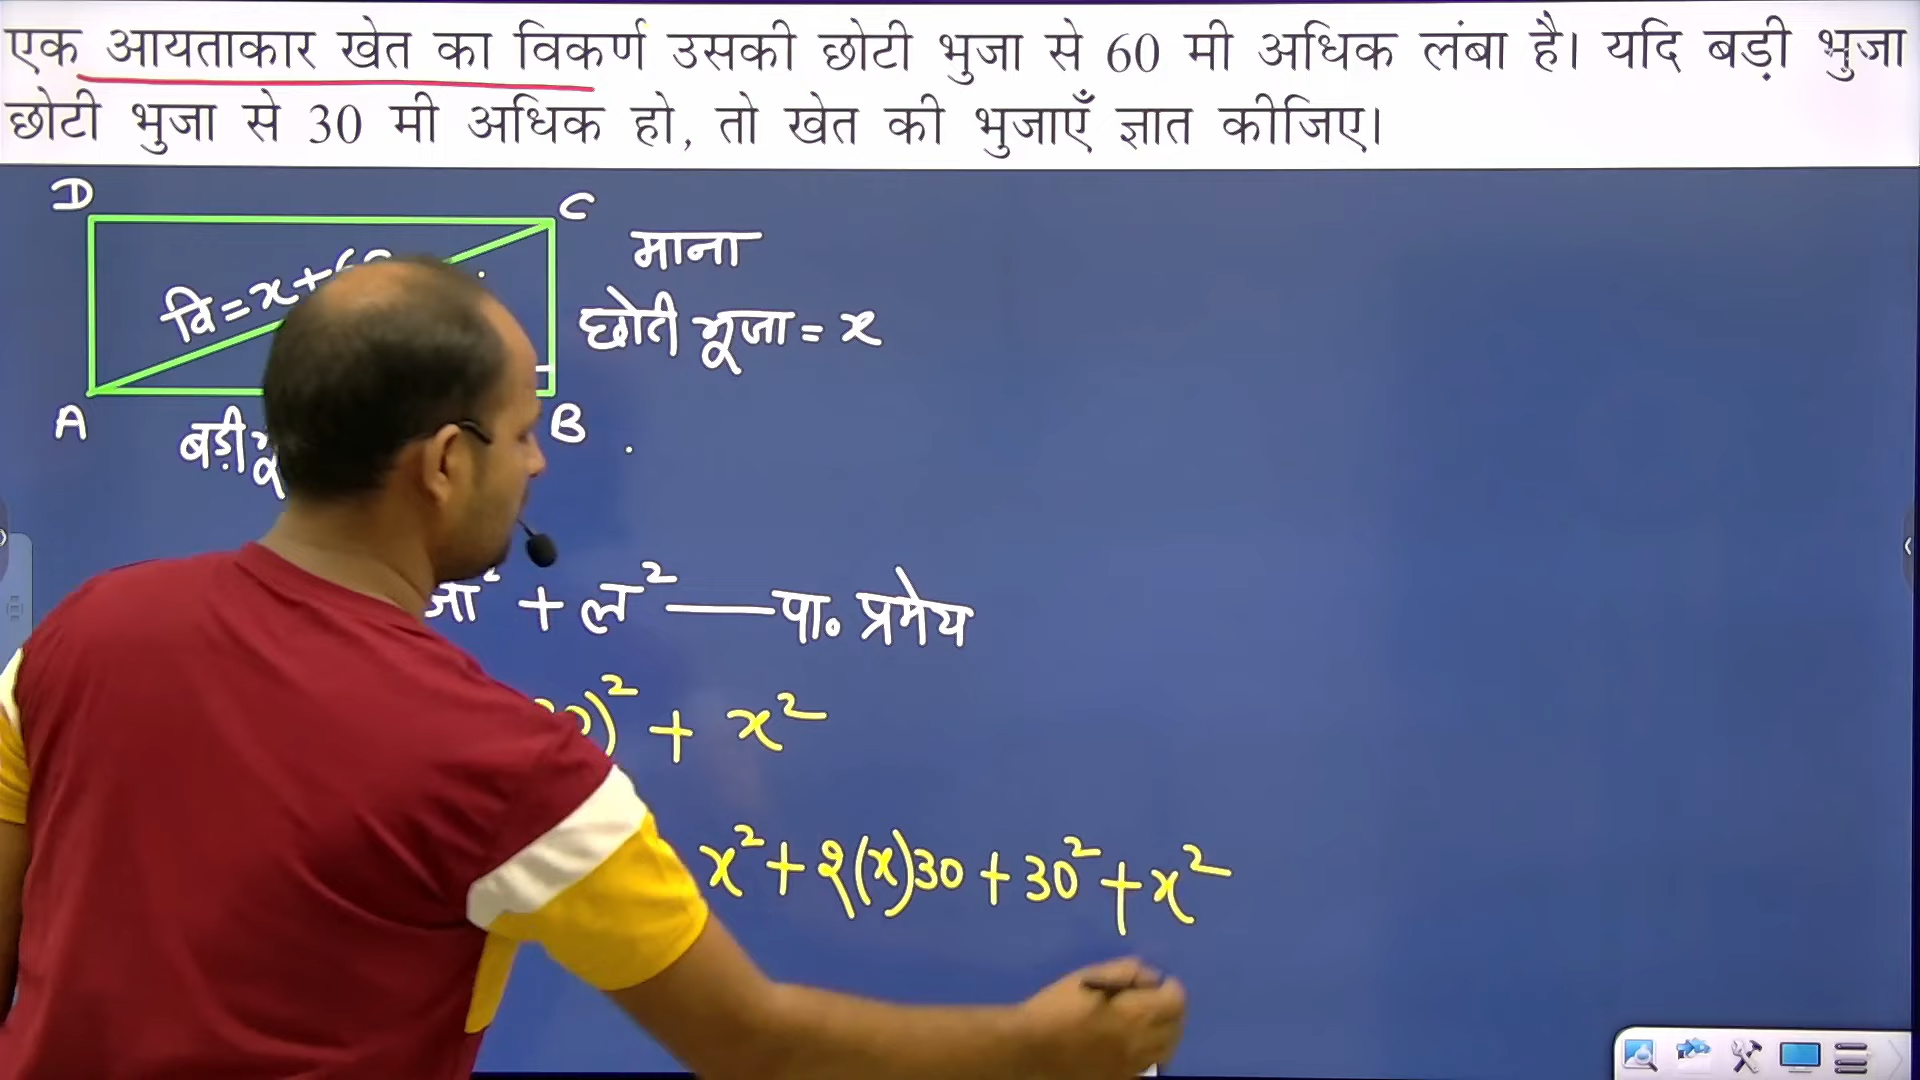 एक आयताकार खेत का विकर्ण उसकी छोटी भुजा से 60 मी अधिक लंबा है। यदि बड़ी भुजा
छोटी भुजा से 30 मी अधिक हो, तो खेत की भुजाएँ ज्ञात कीजिए।
D
C
वि = x +
A
B
बड़ी
माना
छोटी भूजा = x
+ ल² — पा. प्रमेय
)² + x²
x² + 2(x)30 + 30² + x²